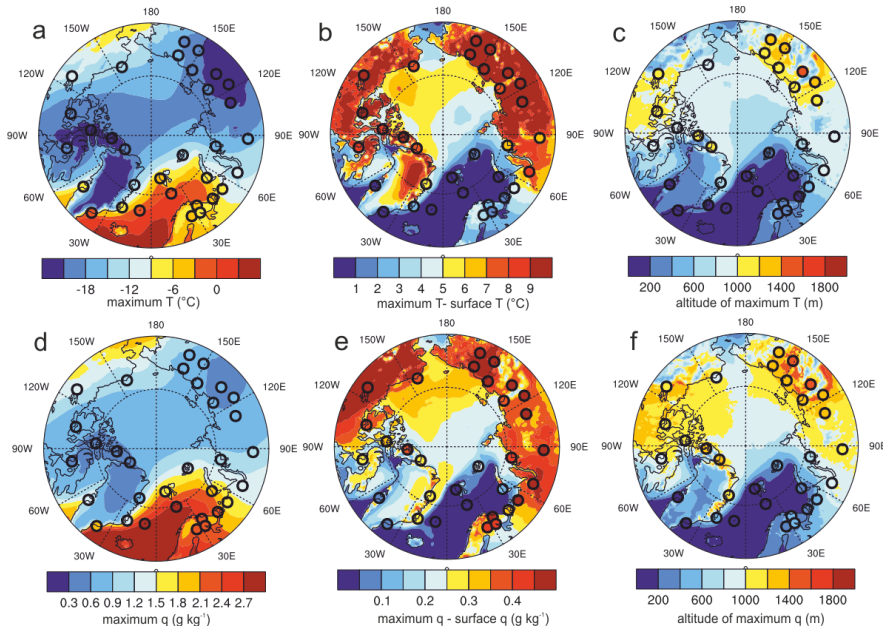 a
180
150W
150E
120W
120E
90W
90E
60W
60E
30W
30E
-18 -12 -6 0
maximum T (°C)
b
180
150W
150E
120W
120E
90W
90E
60W
60E
30W
30E
1 2 3 4 5 6 7 8 9
maximum T- surface T (°C)
c
180
150W
150E
120W
120E
90W
90E
60W
60E
30W
30E
200 600 1000 1400 1800
altitude of maximum T (m)
d
180
150W
150E
120W
120E
90W
90E
60W
60E
30W
30E
0.3 0.6 0.9 1.2 1.5 1.8 2.1 2.4 2.7
maximum q (g kg⁻¹)
e
180
150W
150E
120W
120E
90W
90E
60W
60E
30W
30E
0.1 0.2 0.3 0.4
maximum q - surface q (g kg⁻¹)
f
180
150W
150E
120W
120E
90W
90E
60W
60E
30W
30E
200 600 1000 1400 1800
altitude of maximum q (m)